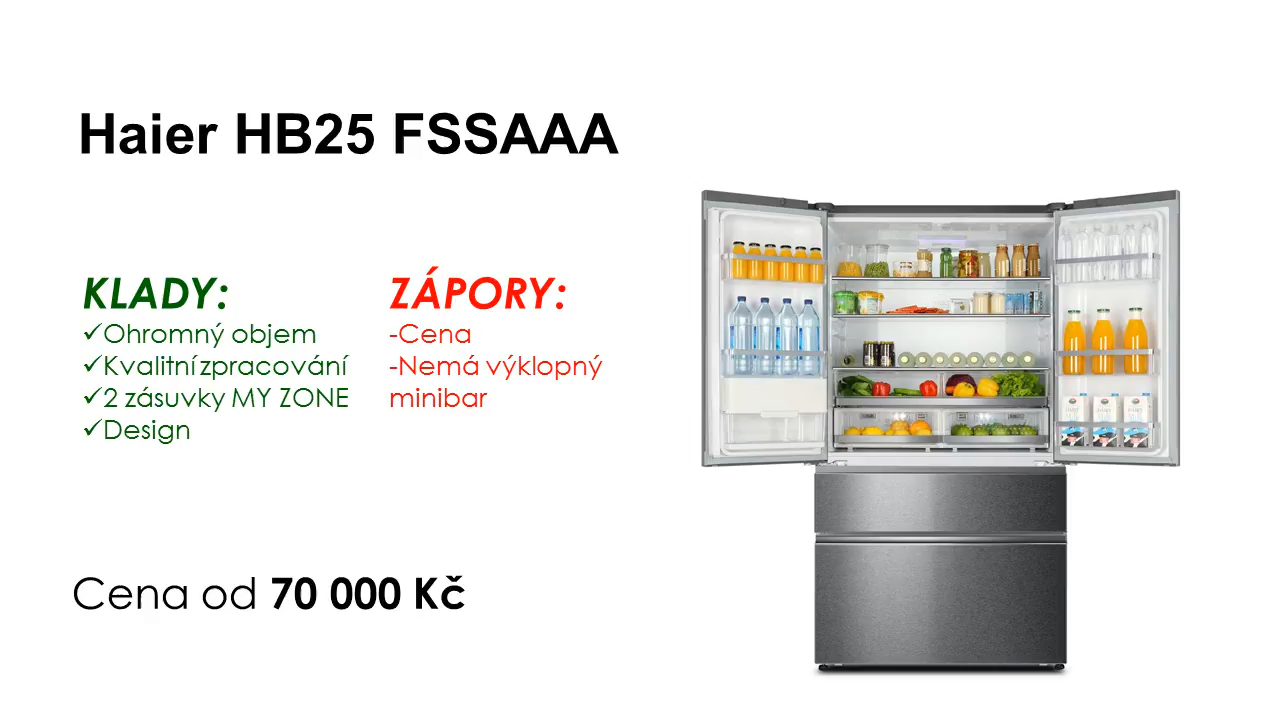 Haier HB25 FSSAAA
KLADY:
✓Ohromný objem
✓Kvalitní zpracování
✓2 zásuvky MY ZONE
✓Design
ZÁPORY:
-Cena
-Nemá výklopný
minibar
Cena od 70 000 Kč